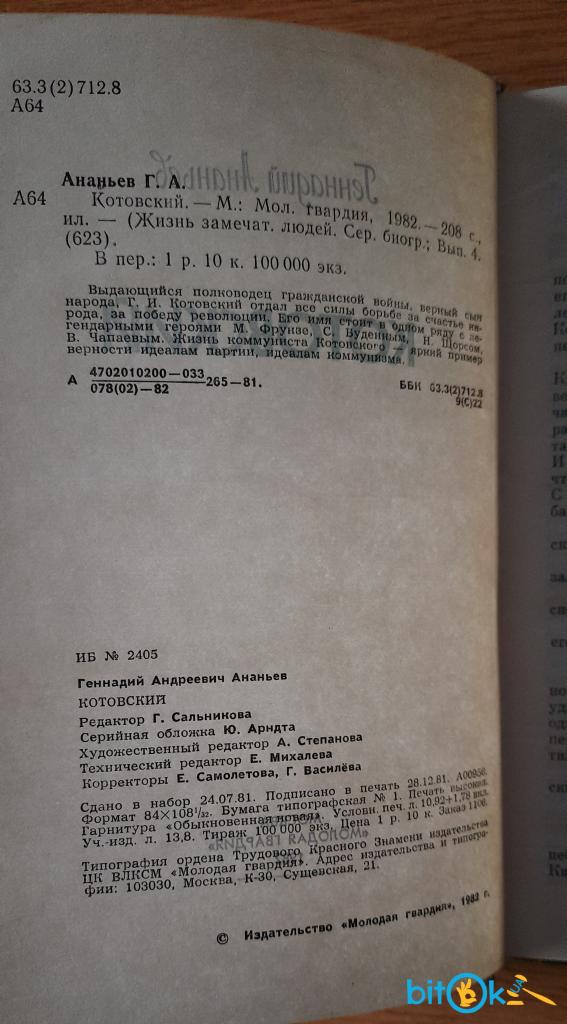 63.3(2)712.8
А64
Ананьев Г. А.
А64 Котовский. — М.: Мол. гвардия, 1982. — 208 с.,
ил. — (Жизнь замечат. людей. Сер. биогр.; Вып. 4.
(623).
В пер.: 1 р. 10 к. 100 000 экз.
Выдающийся полководец гражданской войны, верный сын
народа, Г. И. Котовский отдал все силы борьбе за счастье на-
рода, за победу революции. Его имя стоит в одном ряду с ле-
гендарными героями М. Фрунзе, С. Буденным, Н. Щорсом,
В. Чапаевым. Жизнь коммуниста Котовского — яркий пример
верности идеалам партии, идеалам коммунизма.
А 4702010200—033
078(02)—82 265—81.
ББК 63.3(2)712.8
9(С)22
ИБ № 2405
Геннадий Андреевич Ананьев
КОТОВСКИЙ
Редактор Г. Сальникова
Серийная обложка Ю. Арндта
Художественный редактор А. Степанова
Технический редактор Е. Михалева
Корректоры Е. Самолетова, Г. Василёва
Сдано в набор 24.07.81. Подписано в печать 28.12.81. А00956.
Формат 84×108¹/₃₂. Бумага типографская № 1. Печать высокая.
Гарнитура «Обыкновенная новая». Условн. печ. л. 10,92+1,78 вкл.
Уч.-изд. л. 13,8. Тираж 100 000 экз. Цена 1 р. 10 к. Заказ 1106.
Типография ордена Трудового Красного Знамени издательства
ЦК ВЛКСМ «Молодая гвардия». Адрес издательства и типогра-
фии: 103030, Москва, К-30, Сущевская, 21.
© Издательство «Молодая гвардия», 1982 г.
bitOk.UA